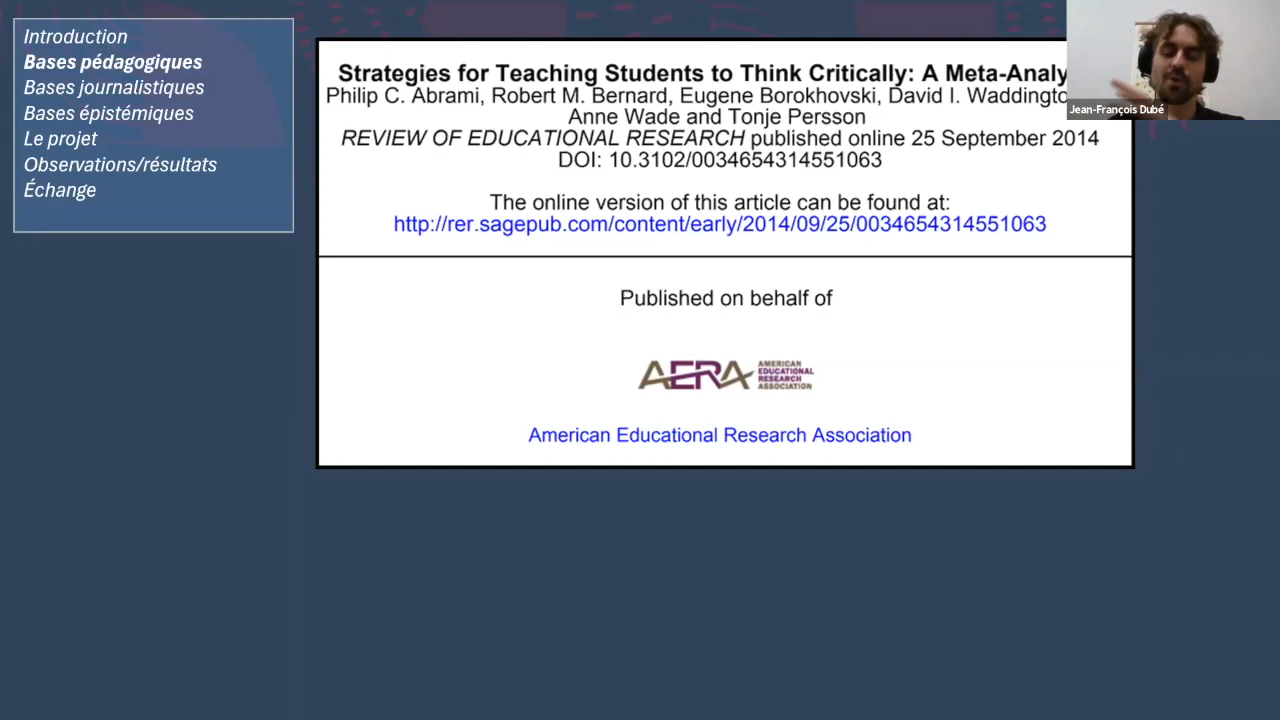 Introduction
Bases pédagogiques
Bases journalistiques
Bases épistémiques
Le projet
Observations/résultats
Échange
Strategies for Teaching Students to Think Critically: A Meta-Analy
Philip C. Abrami, Robert M. Bernard, Eugene Borokhovski, David I. Waddingto
Anne Wade and Tonje Persson
REVIEW OF EDUCATIONAL RESEARCH published online 25 September 2014
DOI: 10.3102/0034654314551063
The online version of this article can be found at:
http://rer.sagepub.com/content/early/2014/09/25/0034654314551063
Published on behalf of
AERA
AMERICAN
EDUCATIONAL
RESEARCH
ASSOCIATION
American Educational Research Association
Jean-François Dubé